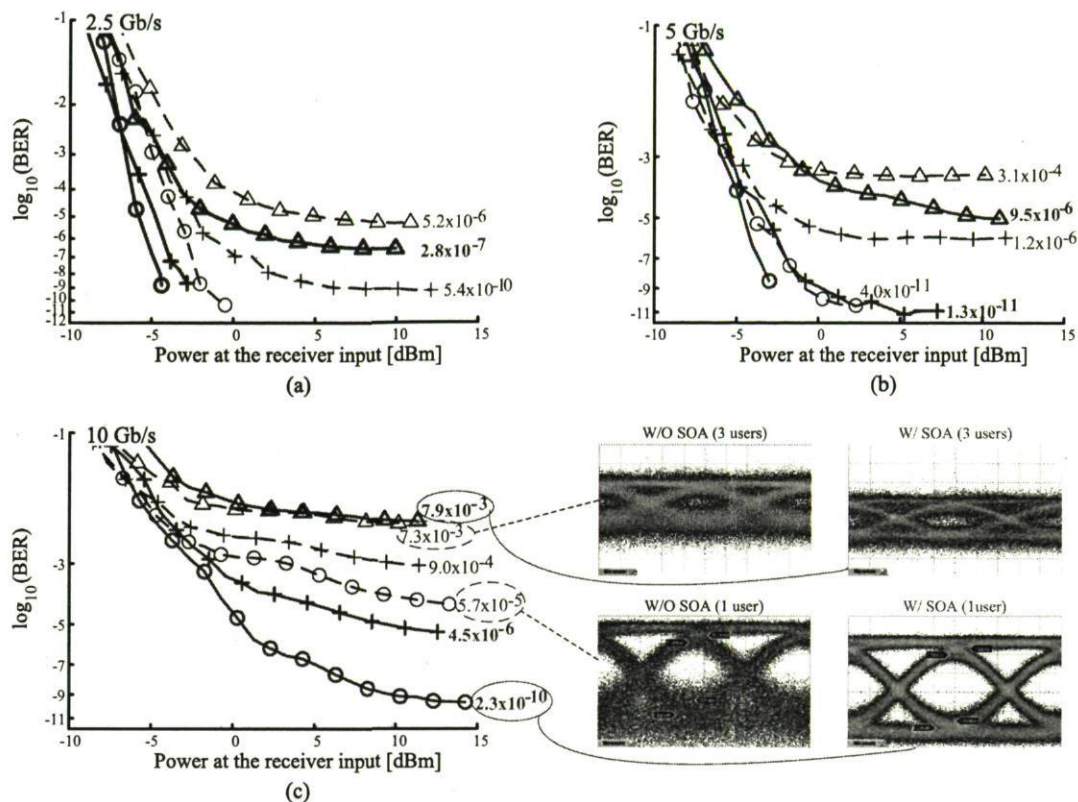 2.5 Gb/s
-1
-2
-3
-4
-5
-6
-7
-8
-9
-10
-11
-12
log10(BER)
5.2x10-6
2.8x10-7
5.4x10-10
-10
-5
0
5
10
15
Power at the receiver input [dBm]
(a)
5 Gb/s
-1
-3
-5
-7
-9
-11
log10(BER)
3.1x10-4
9.5x10-6
1.2x10-6
4.0x10-11
1.3x10-11
-10
-5
0
5
10
15
Power at the receiver input [dBm]
(b)
10 Gb/s
-1
-3
-5
-7
-9
-11
log10(BER)
7.9x10-3
7.3x10-3
9.0x10-4
5.7x10-5
4.5x10-6
2.3x10-10
-10
-5
0
5
10
15
Power at the receiver input [dBm]
(c)
W/O SOA (3 users)
W/ SOA (3 users)
W/O SOA (1 user)
W/ SOA (1user)